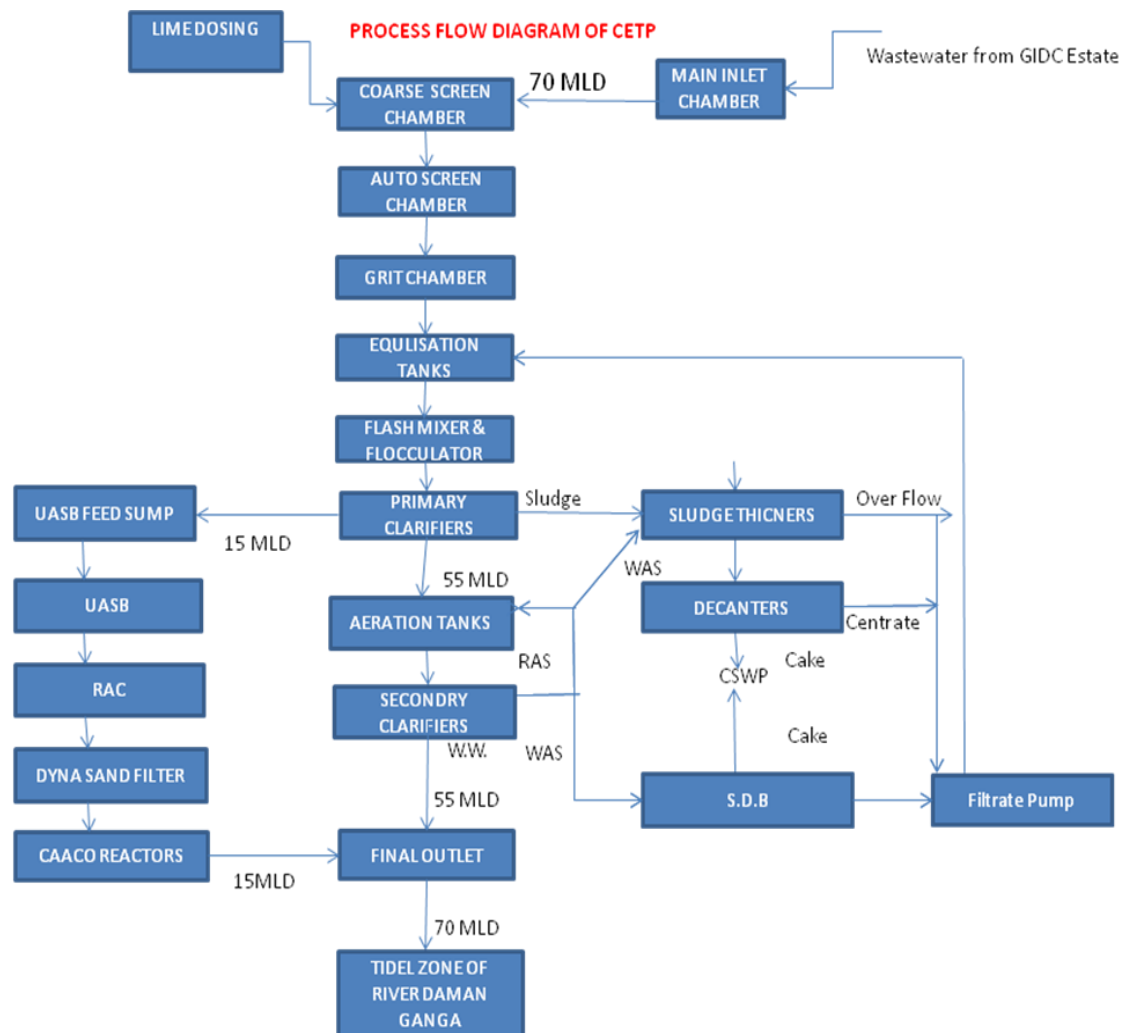 LIME DOSING
PROCESS FLOW DIAGRAM OF CETP
Wastewater from GIDC Estate
MAIN INLET
CHAMBER
70 MLD
COARSE SCREEN
CHAMBER
AUTO SCREEN
CHAMBER
GRIT CHAMBER
EQULISATION
TANKS
FLASH MIXER &
FLOCCULATOR
UASB FEED SUMP
15 MLD
PRIMARY
CLARIFIERS
Sludge
SLUDGE THICNERS
Over Flow
55 MLD
WAS
UASB
AERATION TANKS
DECANTERS
Centrate
RAS
Cake
CSWP
RAC
SECONDRY
CLARIFIERS
W.W.
WAS
Cake
DYNA SAND FILTER
55 MLD
S.D.B
Filtrate Pump
CAACO REACTORS
15MLD
FINAL OUTLET
70 MLD
TIDEL ZONE OF
RIVER DAMAN
GANGA